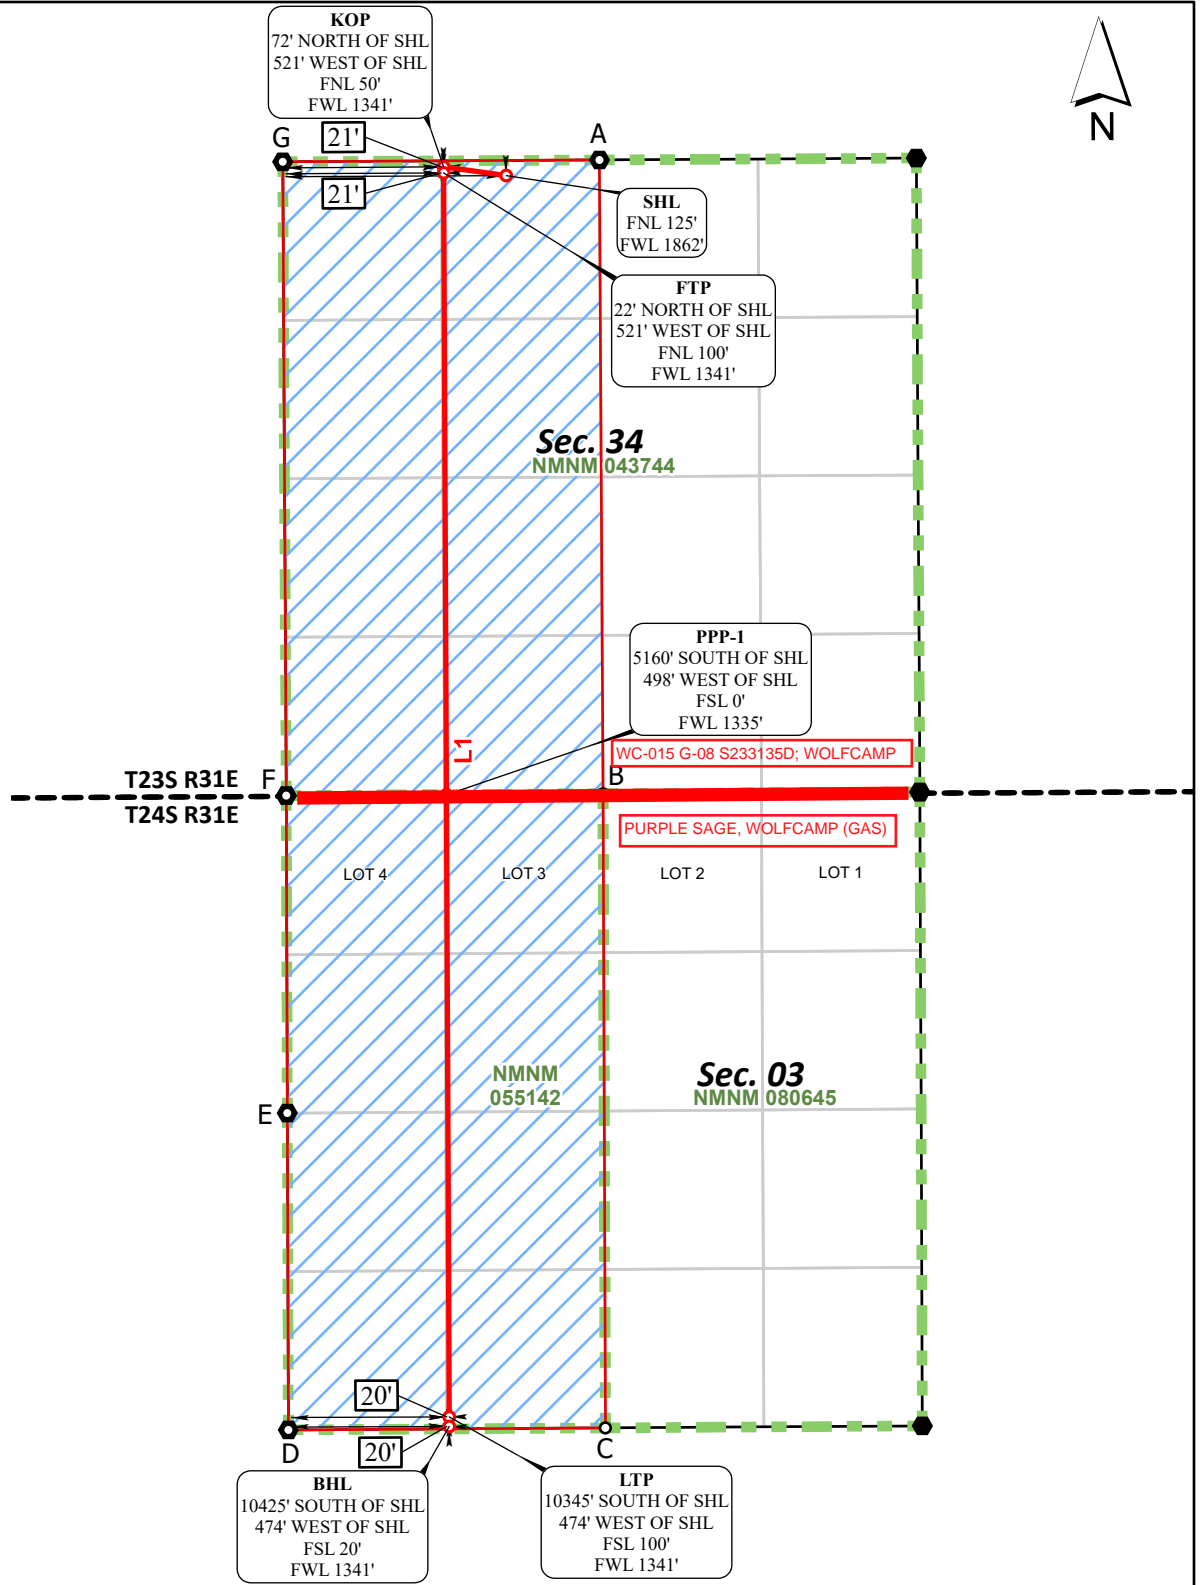 KOP
72' NORTH OF SHL
521' WEST OF SHL
FNL 50'
FWL 1341'
N
G
21'
A
21'
SHL
FNL 125'
FWL 1862'
FTP
22' NORTH OF SHL
521' WEST OF SHL
FNL 100'
FWL 1341'
Sec. 34
NMNM 043744
PPP-1
5160' SOUTH OF SHL
498' WEST OF SHL
FSL 0'
FWL 1335'
L1
WC-015 G-08 S233135D; WOLFCAMP
T23S R31E
F
B
T24S R31E
PURPLE SAGE, WOLFCAMP (GAS)
LOT 4
LOT 3
LOT 2
LOT 1
NMNM
055142
Sec. 03
NMNM 080645
E
20'
D
20'
C
BHL
10425' SOUTH OF SHL
474' WEST OF SHL
FSL 20'
FWL 1341'
LTP
10345' SOUTH OF SHL
474' WEST OF SHL
FSL 100'
FWL 1341'